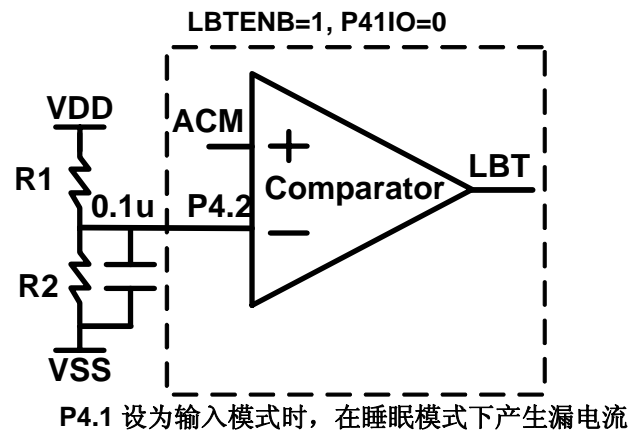 LBTENB=1, P41IO=0
VDD
ACM
+
R1
LBT
Comparator
0.1u
P4.2
R2
VSS
P4.1 设为输入模式时，在睡眠模式下产生漏电流